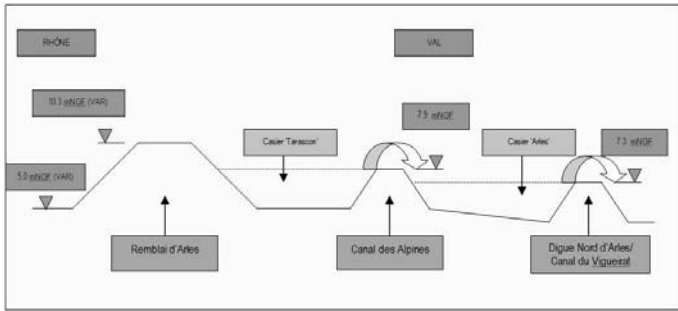 RHÔNE
VAL
10.3 mNGF (VAR)
7.9 mNGF
Casier 'Tarascon'
Casier 'Arles'
7.3 mNGF
5.0 mNGF (VAR)
Remblai d'Arles
Canal des Alpines
Digue Nord d'Arles/
Canal du Vigueirat